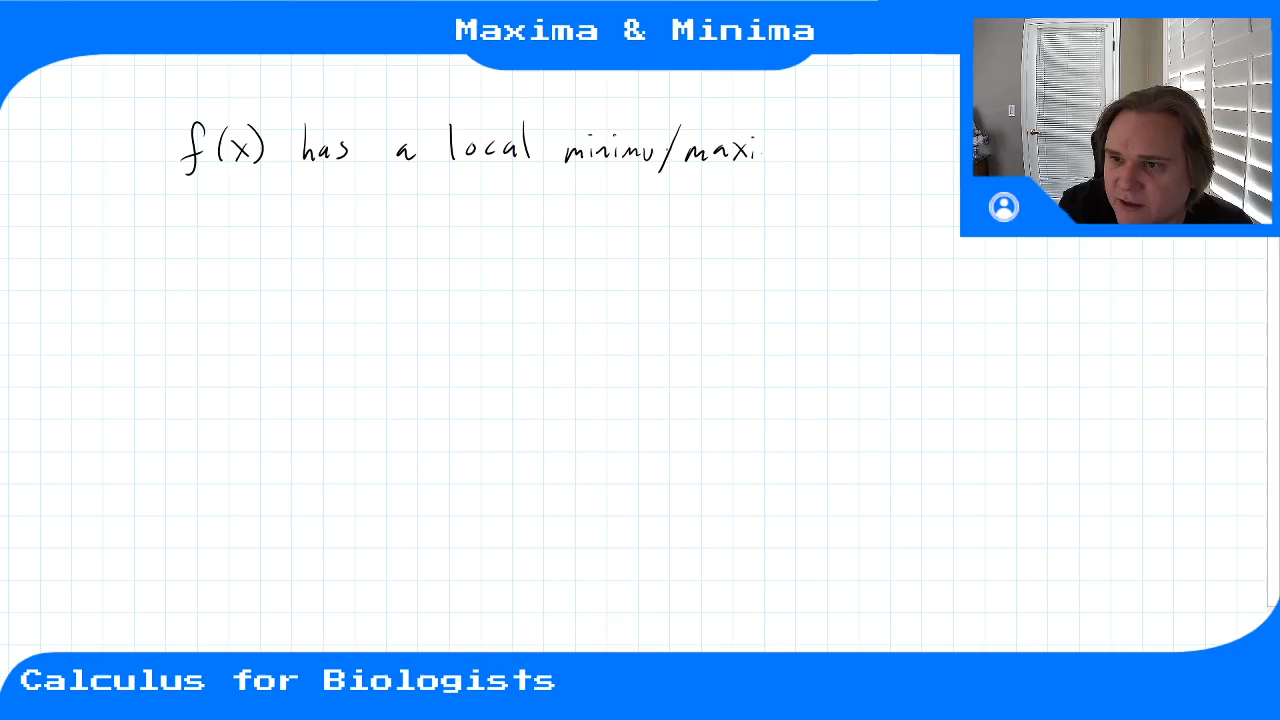 Maxima & Minima
f(x) has a local minimu/maxi
Calculus for Biologists